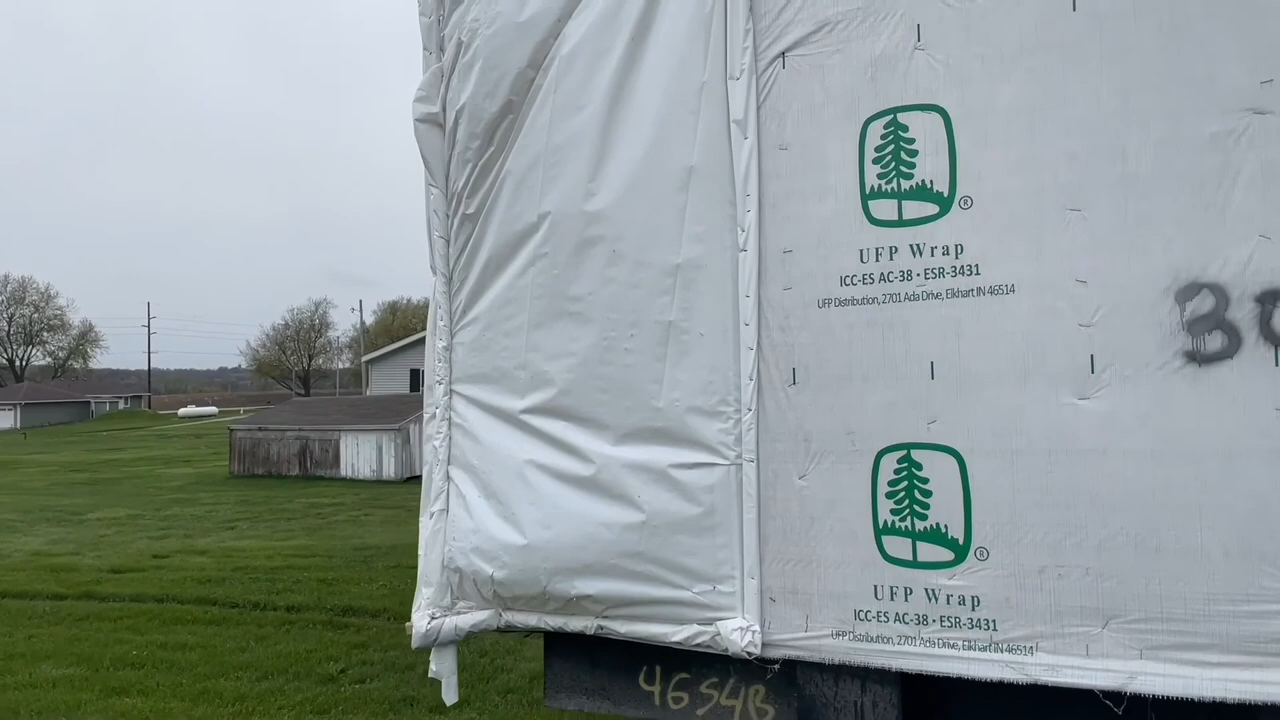 ®
UFP Wrap
ICC-ES AC-38 • ESR-3431
UFP Distribution, 2701 Ada Drive, Elkhart IN 46514
®
UFP Wrap
ICC-ES AC-38 • ESR-3431
UFP Distribution, 2701 Ada Drive, Elkhart IN 46514